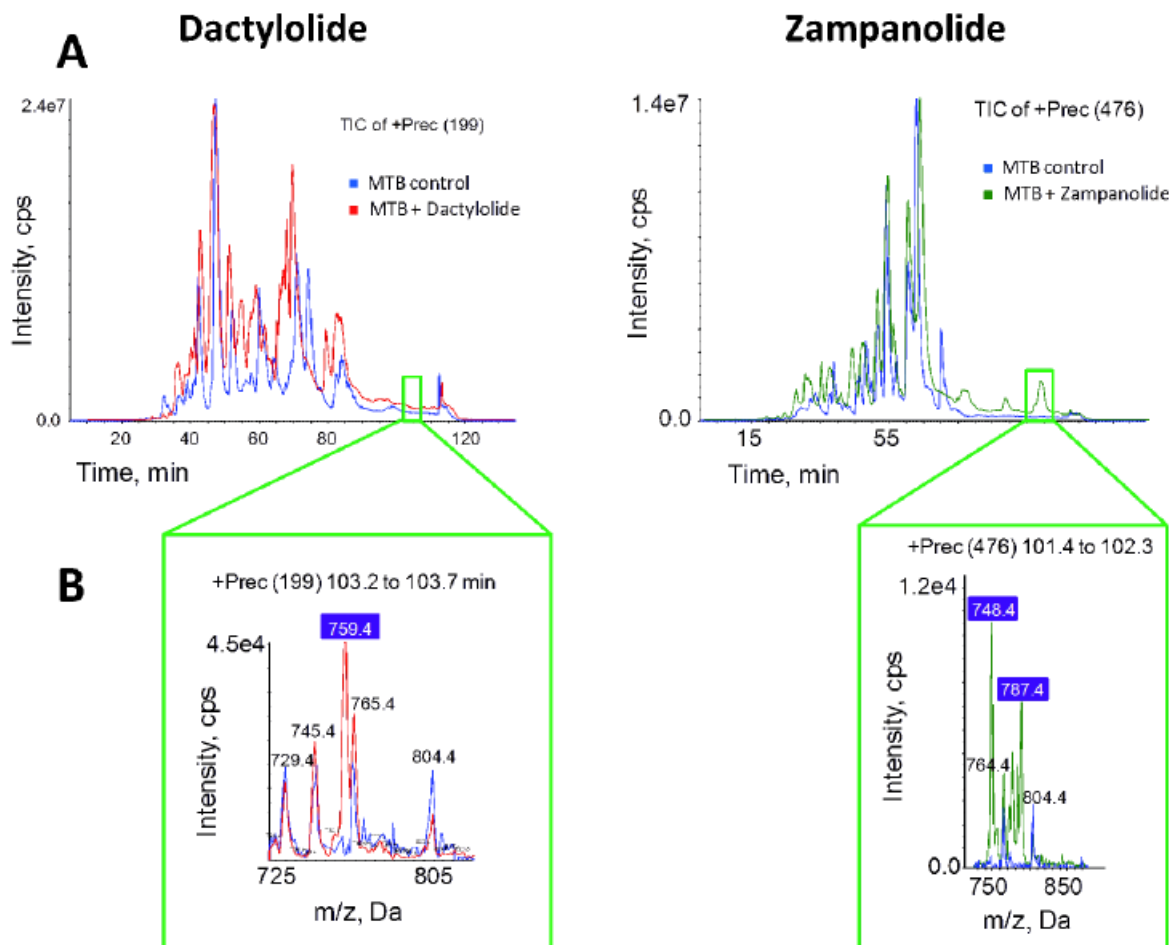 Dactylolide
Zampanolide
A
2.4e7
TIC of +Prec (199)
MTB control
MTB + Dactylolide
Intensity, cps
0.0
20 40 60 80 120
Time, min
1.4e7
TIC of +Prec (476)
MTB control
MTB + Zampanolide
Intensity, cps
0.0
15 55
Time, min
B
+Prec (199) 103.2 to 103.7 min
759.4
4.5e4
765.4
745.4
729.4
804.4
Intensity, cps
725 805
m/z, Da
+Prec (476) 101.4 to 102.3
1.2e4
748.4
787.4
764.4
804.4
Intensity, cps
0.0
750 850
m/z, Da